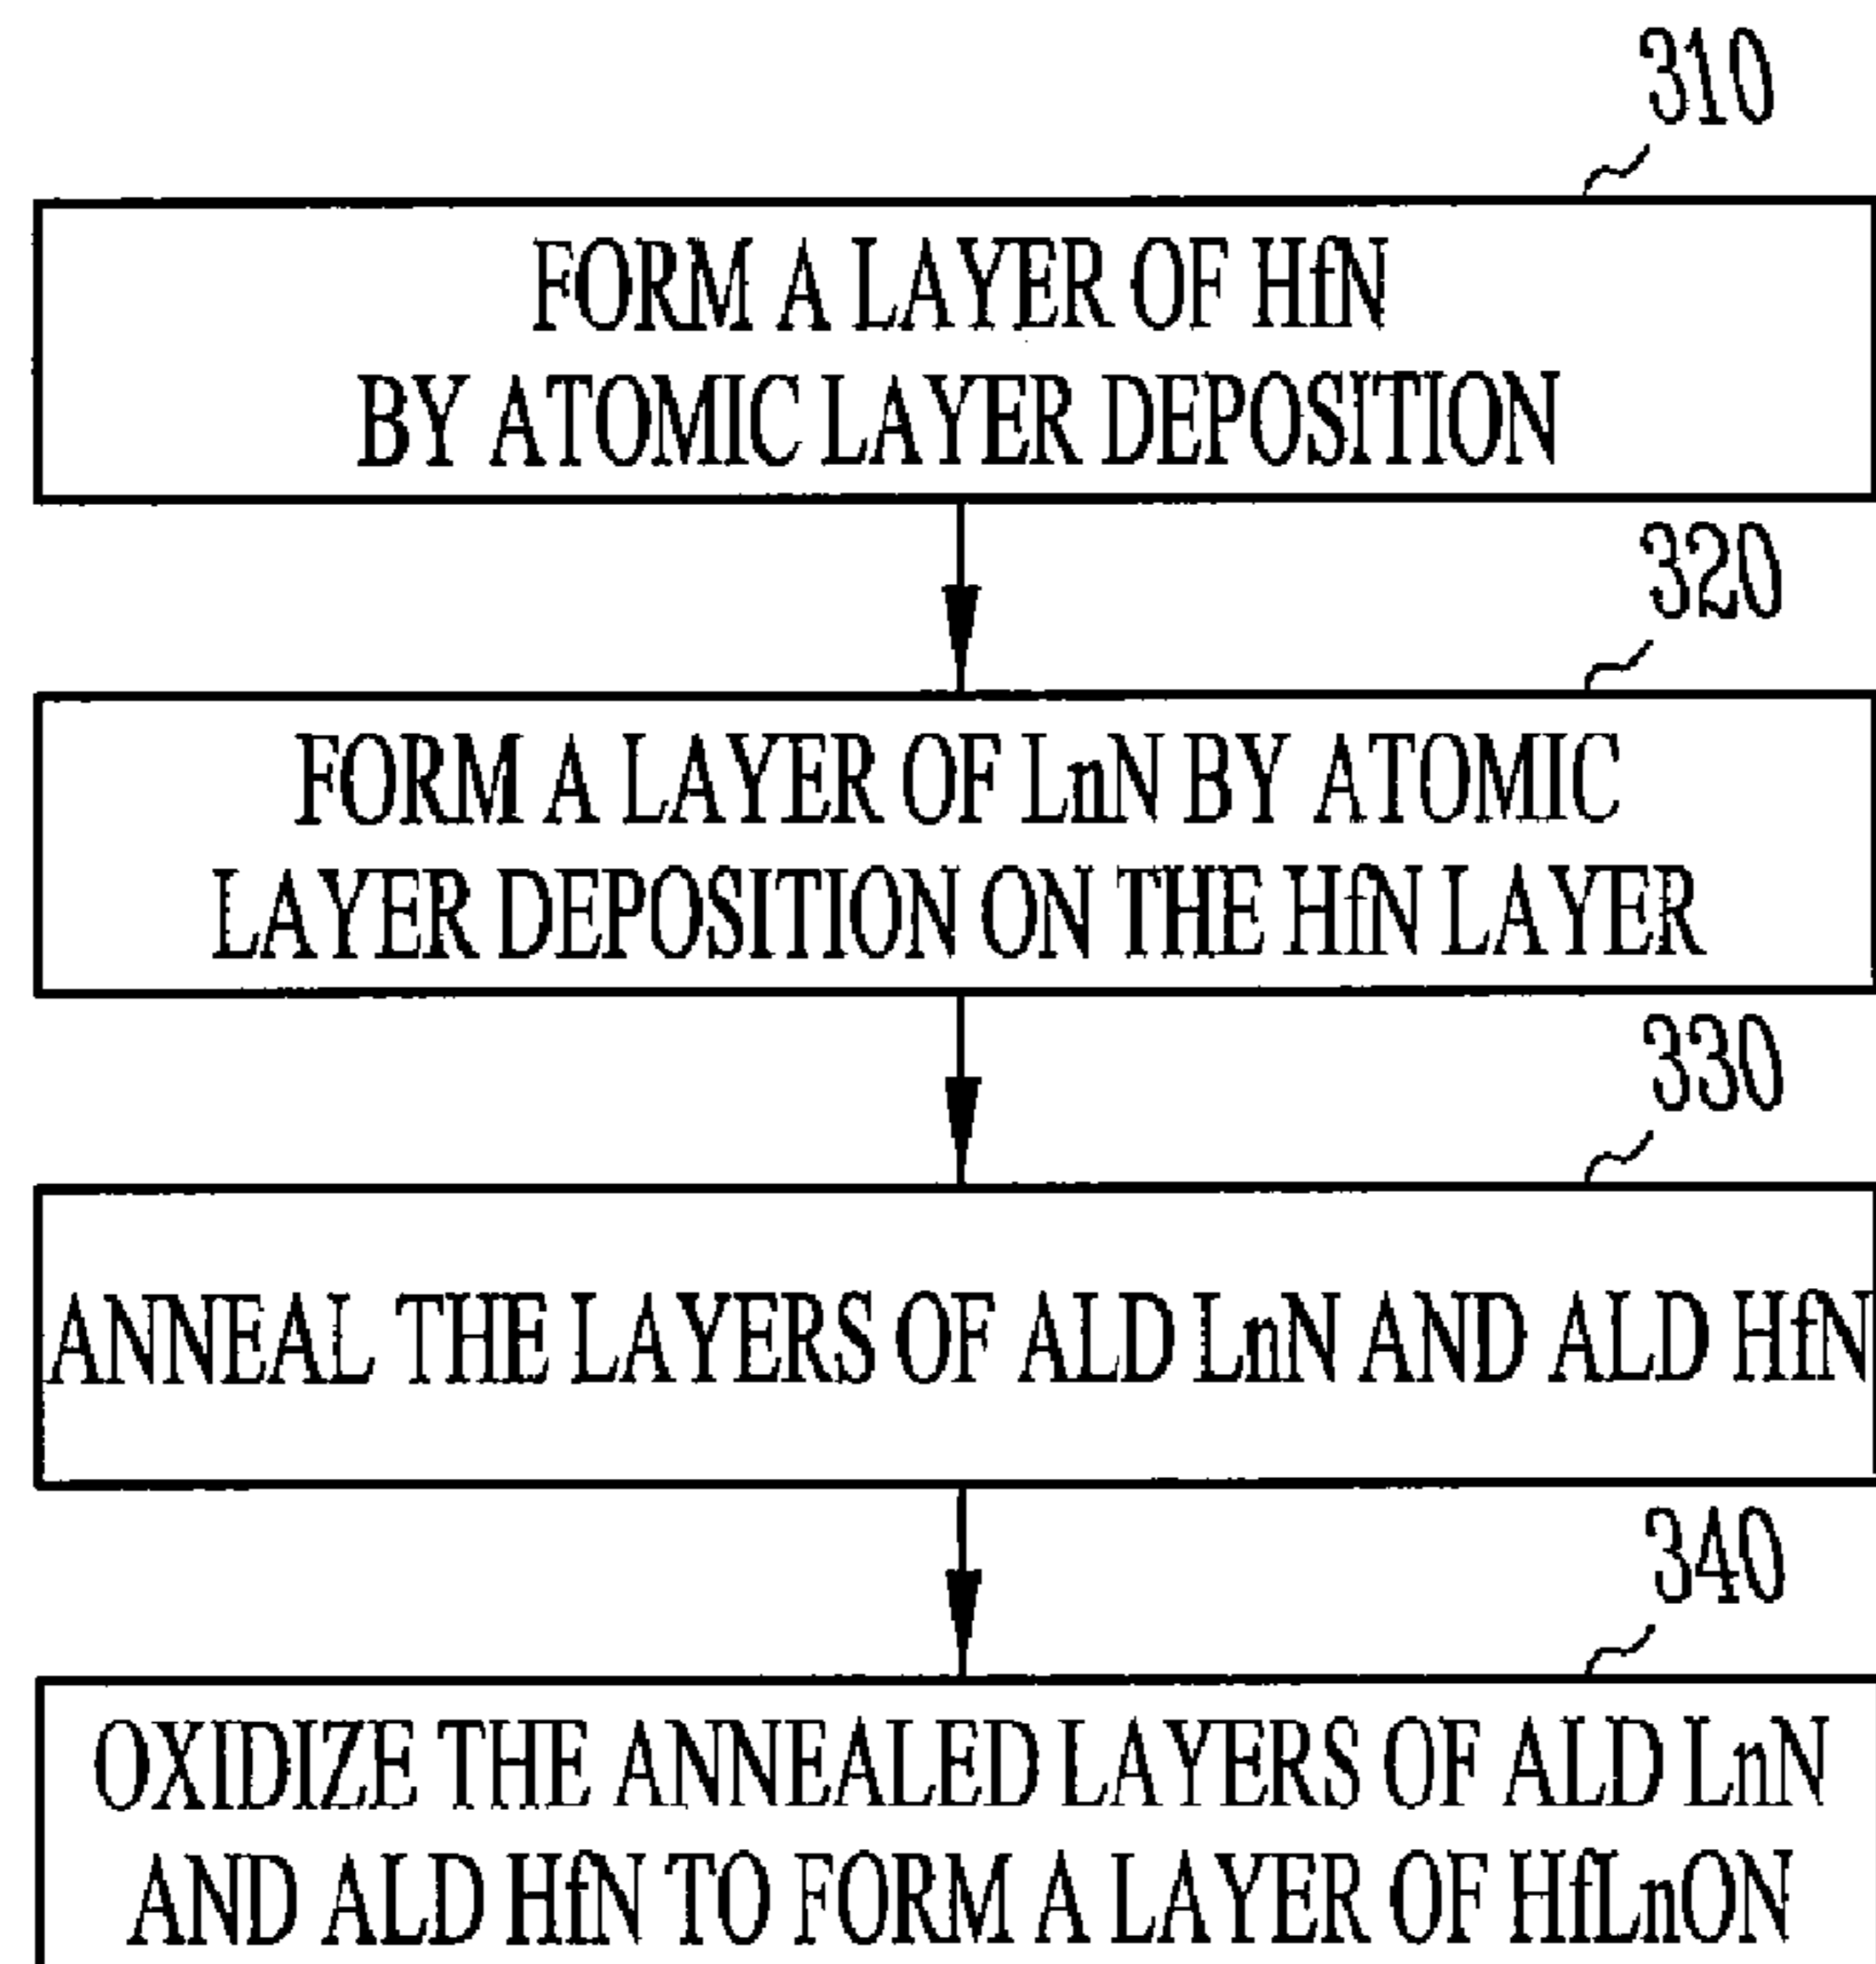 310
FORM A LAYER OF HfN
BY ATOMIC LAYER DEPOSITION
320
FORM A LAYER OF LnN BY ATOMIC
LAYER DEPOSITION ON THE HfN LAYER
330
ANNEAL THE LAYERS OF ALD LnN AND ALD HfN
340
OXIDIZE THE ANNEALED LAYERS OF ALD LnN
AND ALD HfN TO FORM A LAYER OF HfLnON